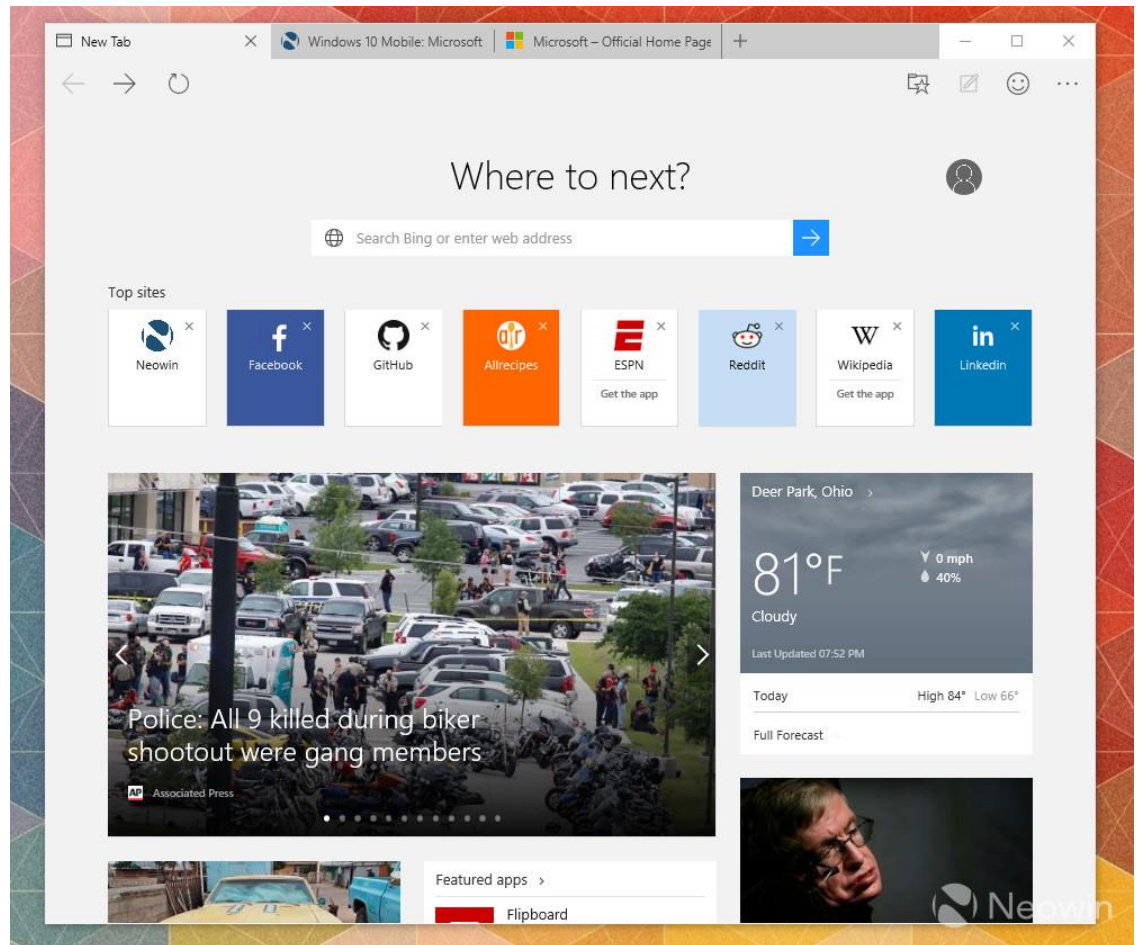 New Tab
Windows 10 Mobile: Microsoft
Microsoft – Official Home Page
Where to next?
Search Bing or enter web address
Top sites
Neowin
Facebook
GitHub
Allrecipes
ESPN
Get the app
Reddit
Wikipedia
Get the app
Linkedin
Police: All 9 killed during biker
shootout were gang members
AP Associated Press
Deer Park, Ohio
81°F
0 mph
40%
Cloudy
Last Updated 07:52 PM
Today High 84° Low 66°
Full Forecast
Featured apps
Flipboard
Neowin